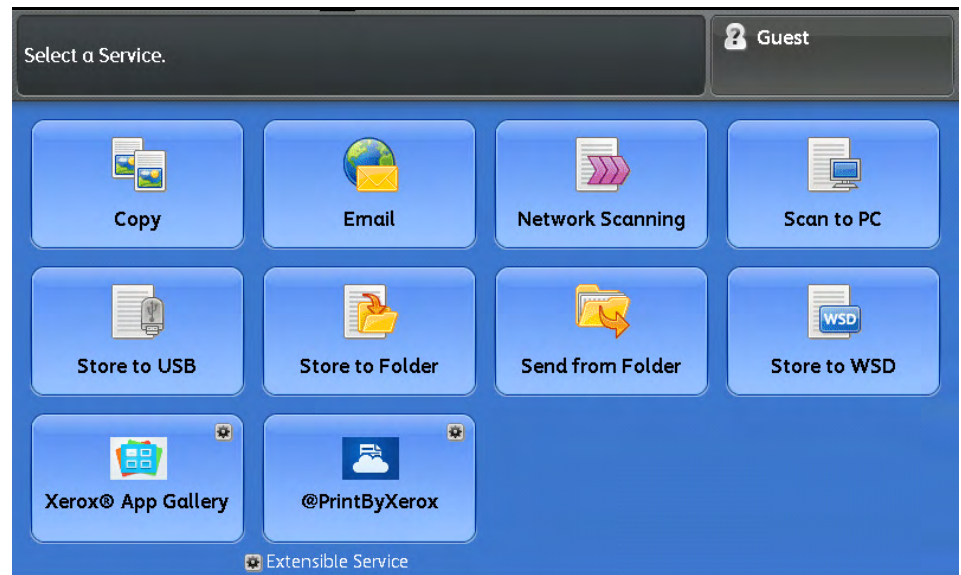 Select a Service.
Guest
Copy
Email
Network Scanning
Scan to PC
Store to USB
Store to Folder
Send from Folder
WSD
Store to WSD
Xerox® App Gallery
@PrintByXerox
Extensible Service